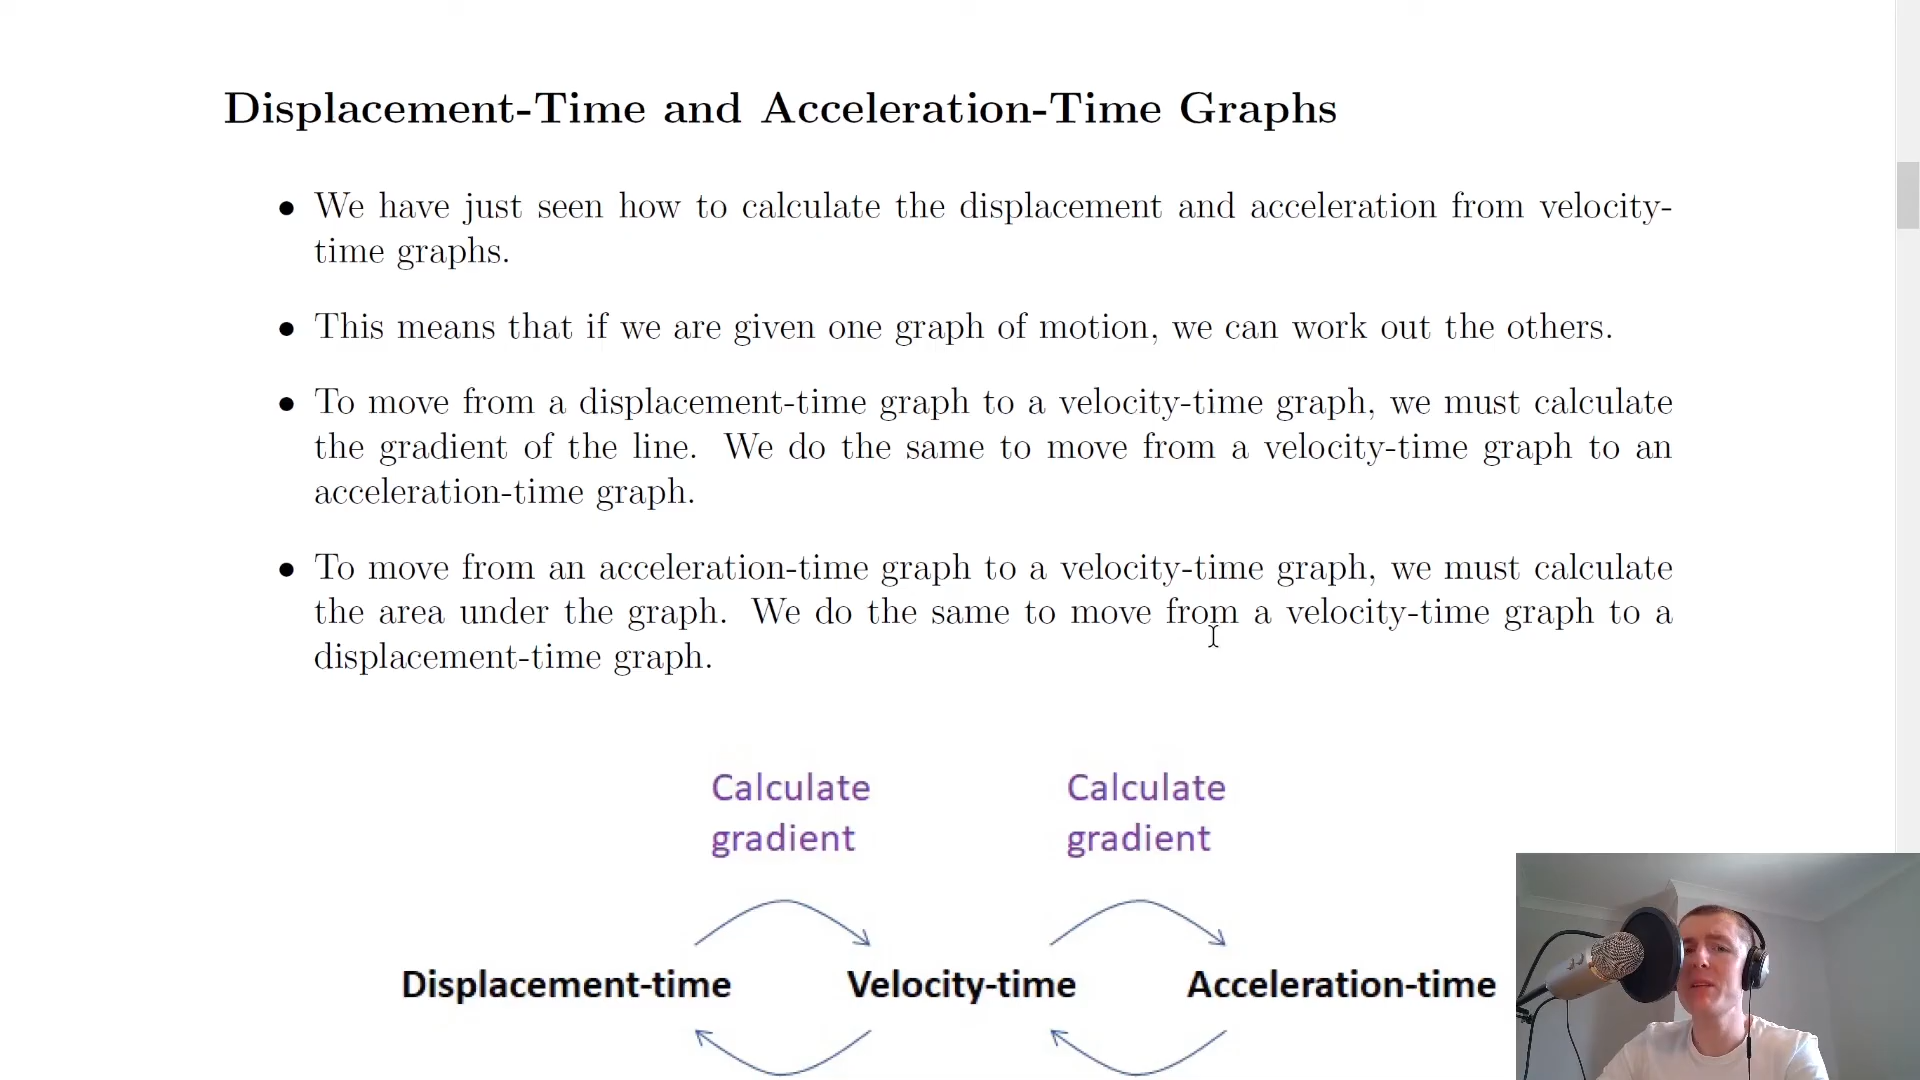 Displacement-Time and Acceleration-Time Graphs
• We have just seen how to calculate the displacement and acceleration from velocity-
time graphs.
• This means that if we are given one graph of motion, we can work out the others.
• To move from a displacement-time graph to a velocity-time graph, we must calculate
the gradient of the line. We do the same to move from a velocity-time graph to an
acceleration-time graph.
• To move from an acceleration-time graph to a velocity-time graph, we must calculate
the area under the graph. We do the same to move from a velocity-time graph to a
displacement-time graph.
Calculate
gradient
Calculate
gradient
Displacement-time
Velocity-time
Acceleration-time